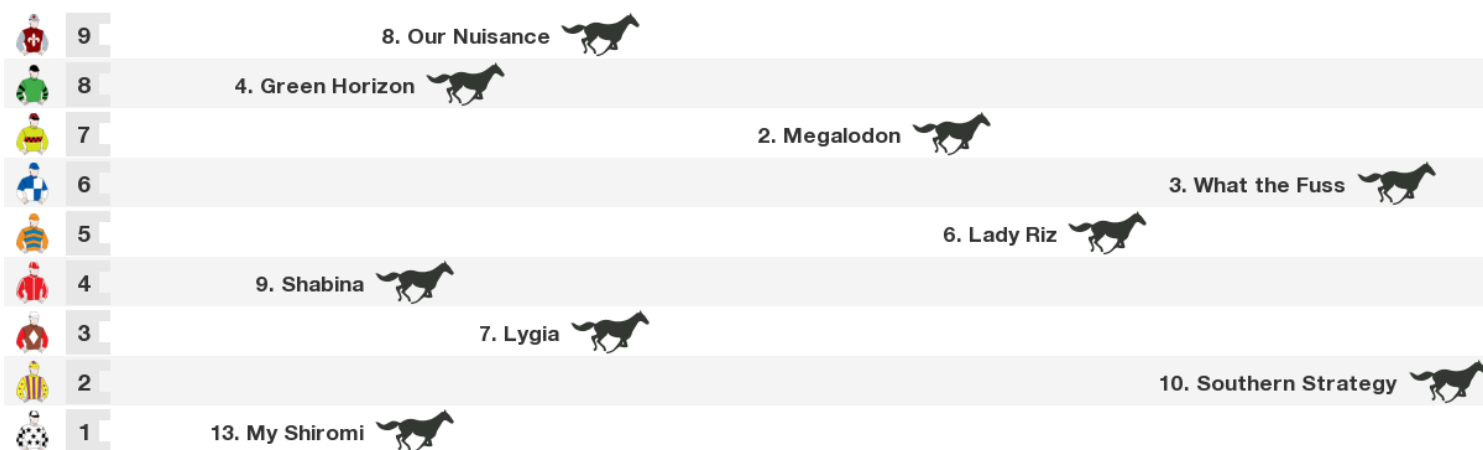 9 8. Our Nuisance
8 4. Green Horizon
7 2. Megalodon
6 3. What the Fuss
5 6. Lady Riz
4 9. Shabina
3 7. Lygia
2 10. Southern Strategy
1 13. My Shiromi